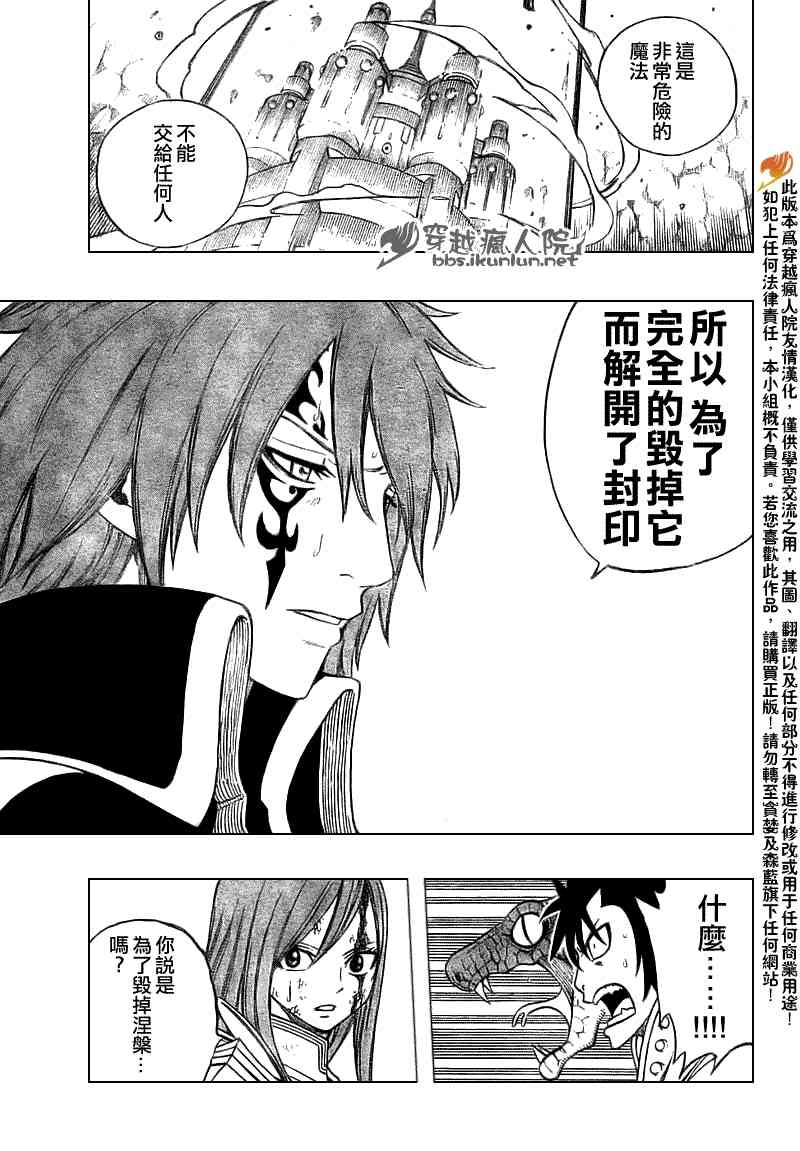 這是
非常危險的
魔法
不能
交給任何人
穿越瘋人院
bbs.ikunlun.net
所以 為了
完全的毀掉它
而解開了封印
什麼……!!!!
你說是
為了毀掉涅槃…
嗎?
此版本爲穿越瘋人院友情漢化，僅供學習交流之用，其圖、翻譯以及任何部分不得進行修改或用于任何商業用途！
如犯上任何法律責任，本小組概不負責。若您喜歡此作品，請購買正版！請勿轉至貪婪及森藍旗下任何網站！